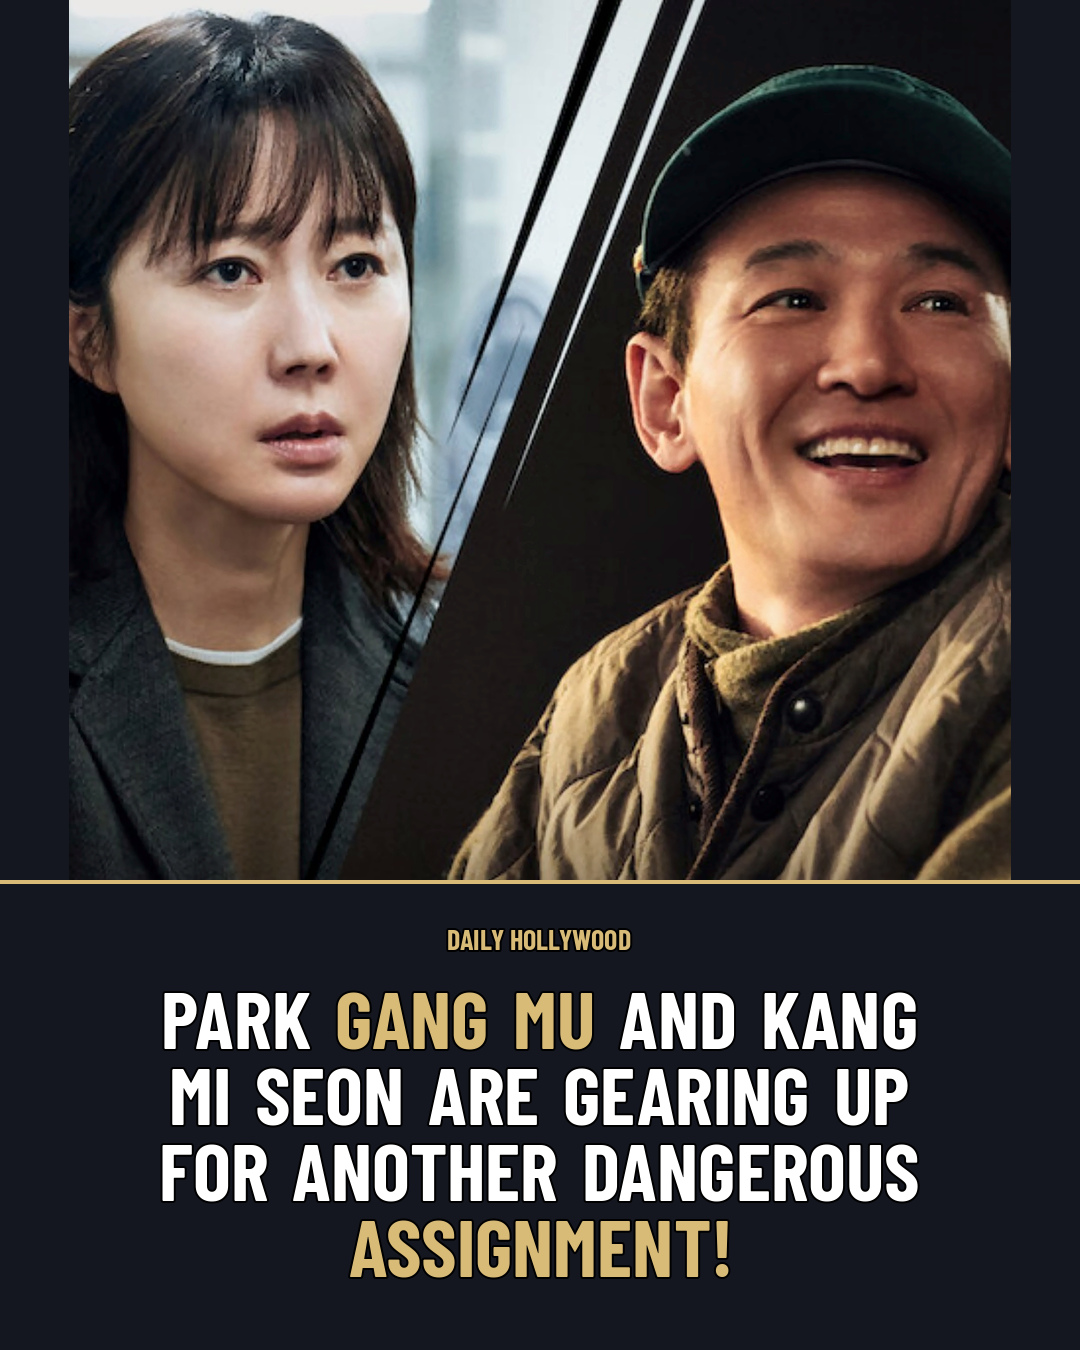 DAILY HOLLYWOOD
PARK GANG MU AND KANG
MI SEON ARE GEARING UP
FOR ANOTHER DANGEROUS
ASSIGNMENT!